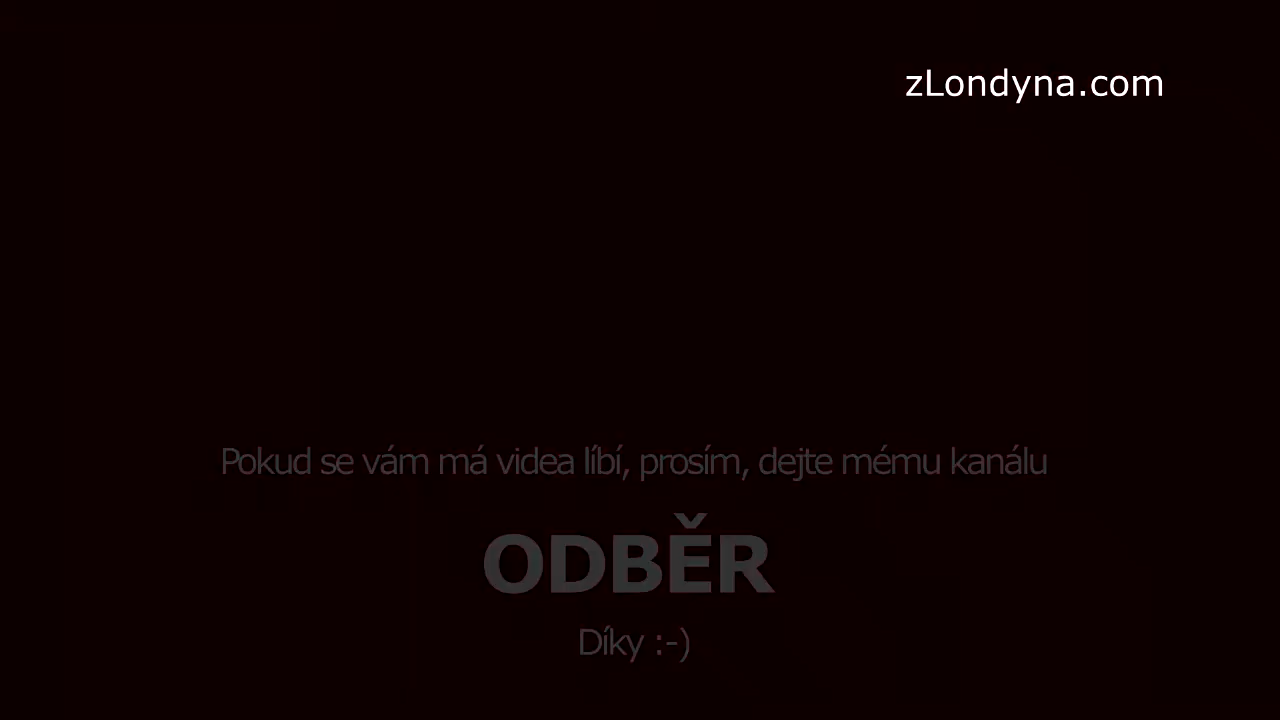 zLondyna.com
Pokud se vám má videa líbí, prosím, dejte mému kanálu
ODBĚR
Díky :-)